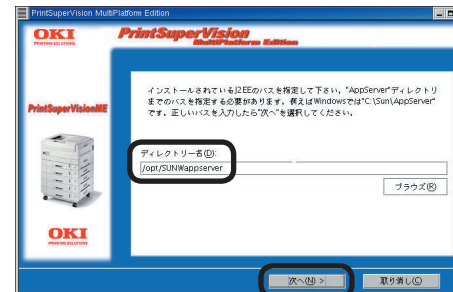 PrintSuperVision MultiPlatform Edition
OKI
PRINTING SOLUTIONS
PrintSuperVision
MultiPlatform Edition
インストールされているJ2EEのパスを指定して下さい。"AppServer"ディレクトリ
までのパスを指定する必要があります。例えばWindowsでは"C:\Sun\AppServer"
です。正しいパスを入力したら"次へ"を選択してください。
PrintSuperVisionME
ディレクトリー名(D):
/opt/SUNWappserver
ブラウズ(R)
OKI
PRINTING SOLUTIONS
次へ(N) >
取り消し(C)